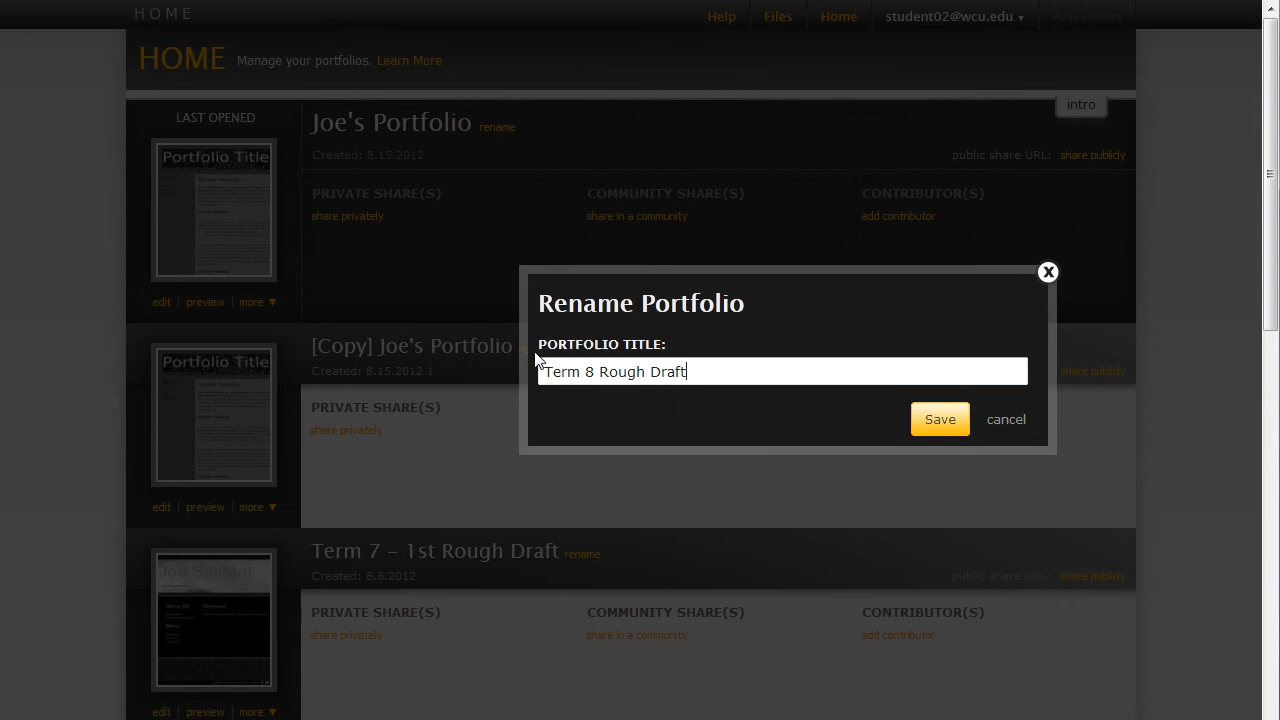 HOME
Help Files Home student02@wcu.edu ▾ Assessment
HOME Manage your portfolios. Learn More
intro
LAST OPENED
Joe's Portfolio rename
Created: 8.15.2012
public share URL: share publicly
Portfolio Title
PRIVATE SHARE(S) COMMUNITY SHARE(S) CONTRIBUTOR(S)
share privately share in a community add contributor
edit | preview | more ▼
Rename Portfolio
X
PORTFOLIO TITLE:
Term 8 Rough Draft
Save cancel
[Copy] Joe's Portfolio
Created: 8.15.2012 1
share publicly
Portfolio Title
PRIVATE SHARE(S)
share privately
edit | preview | more ▼
Term 7 – 1st Rough Draft rename
Created: 8.8.2012
public share URL: share publicly
Joe Student
PRIVATE SHARE(S) COMMUNITY SHARE(S) CONTRIBUTOR(S)
share privately share in a community add contributor
edit | preview | more ▼